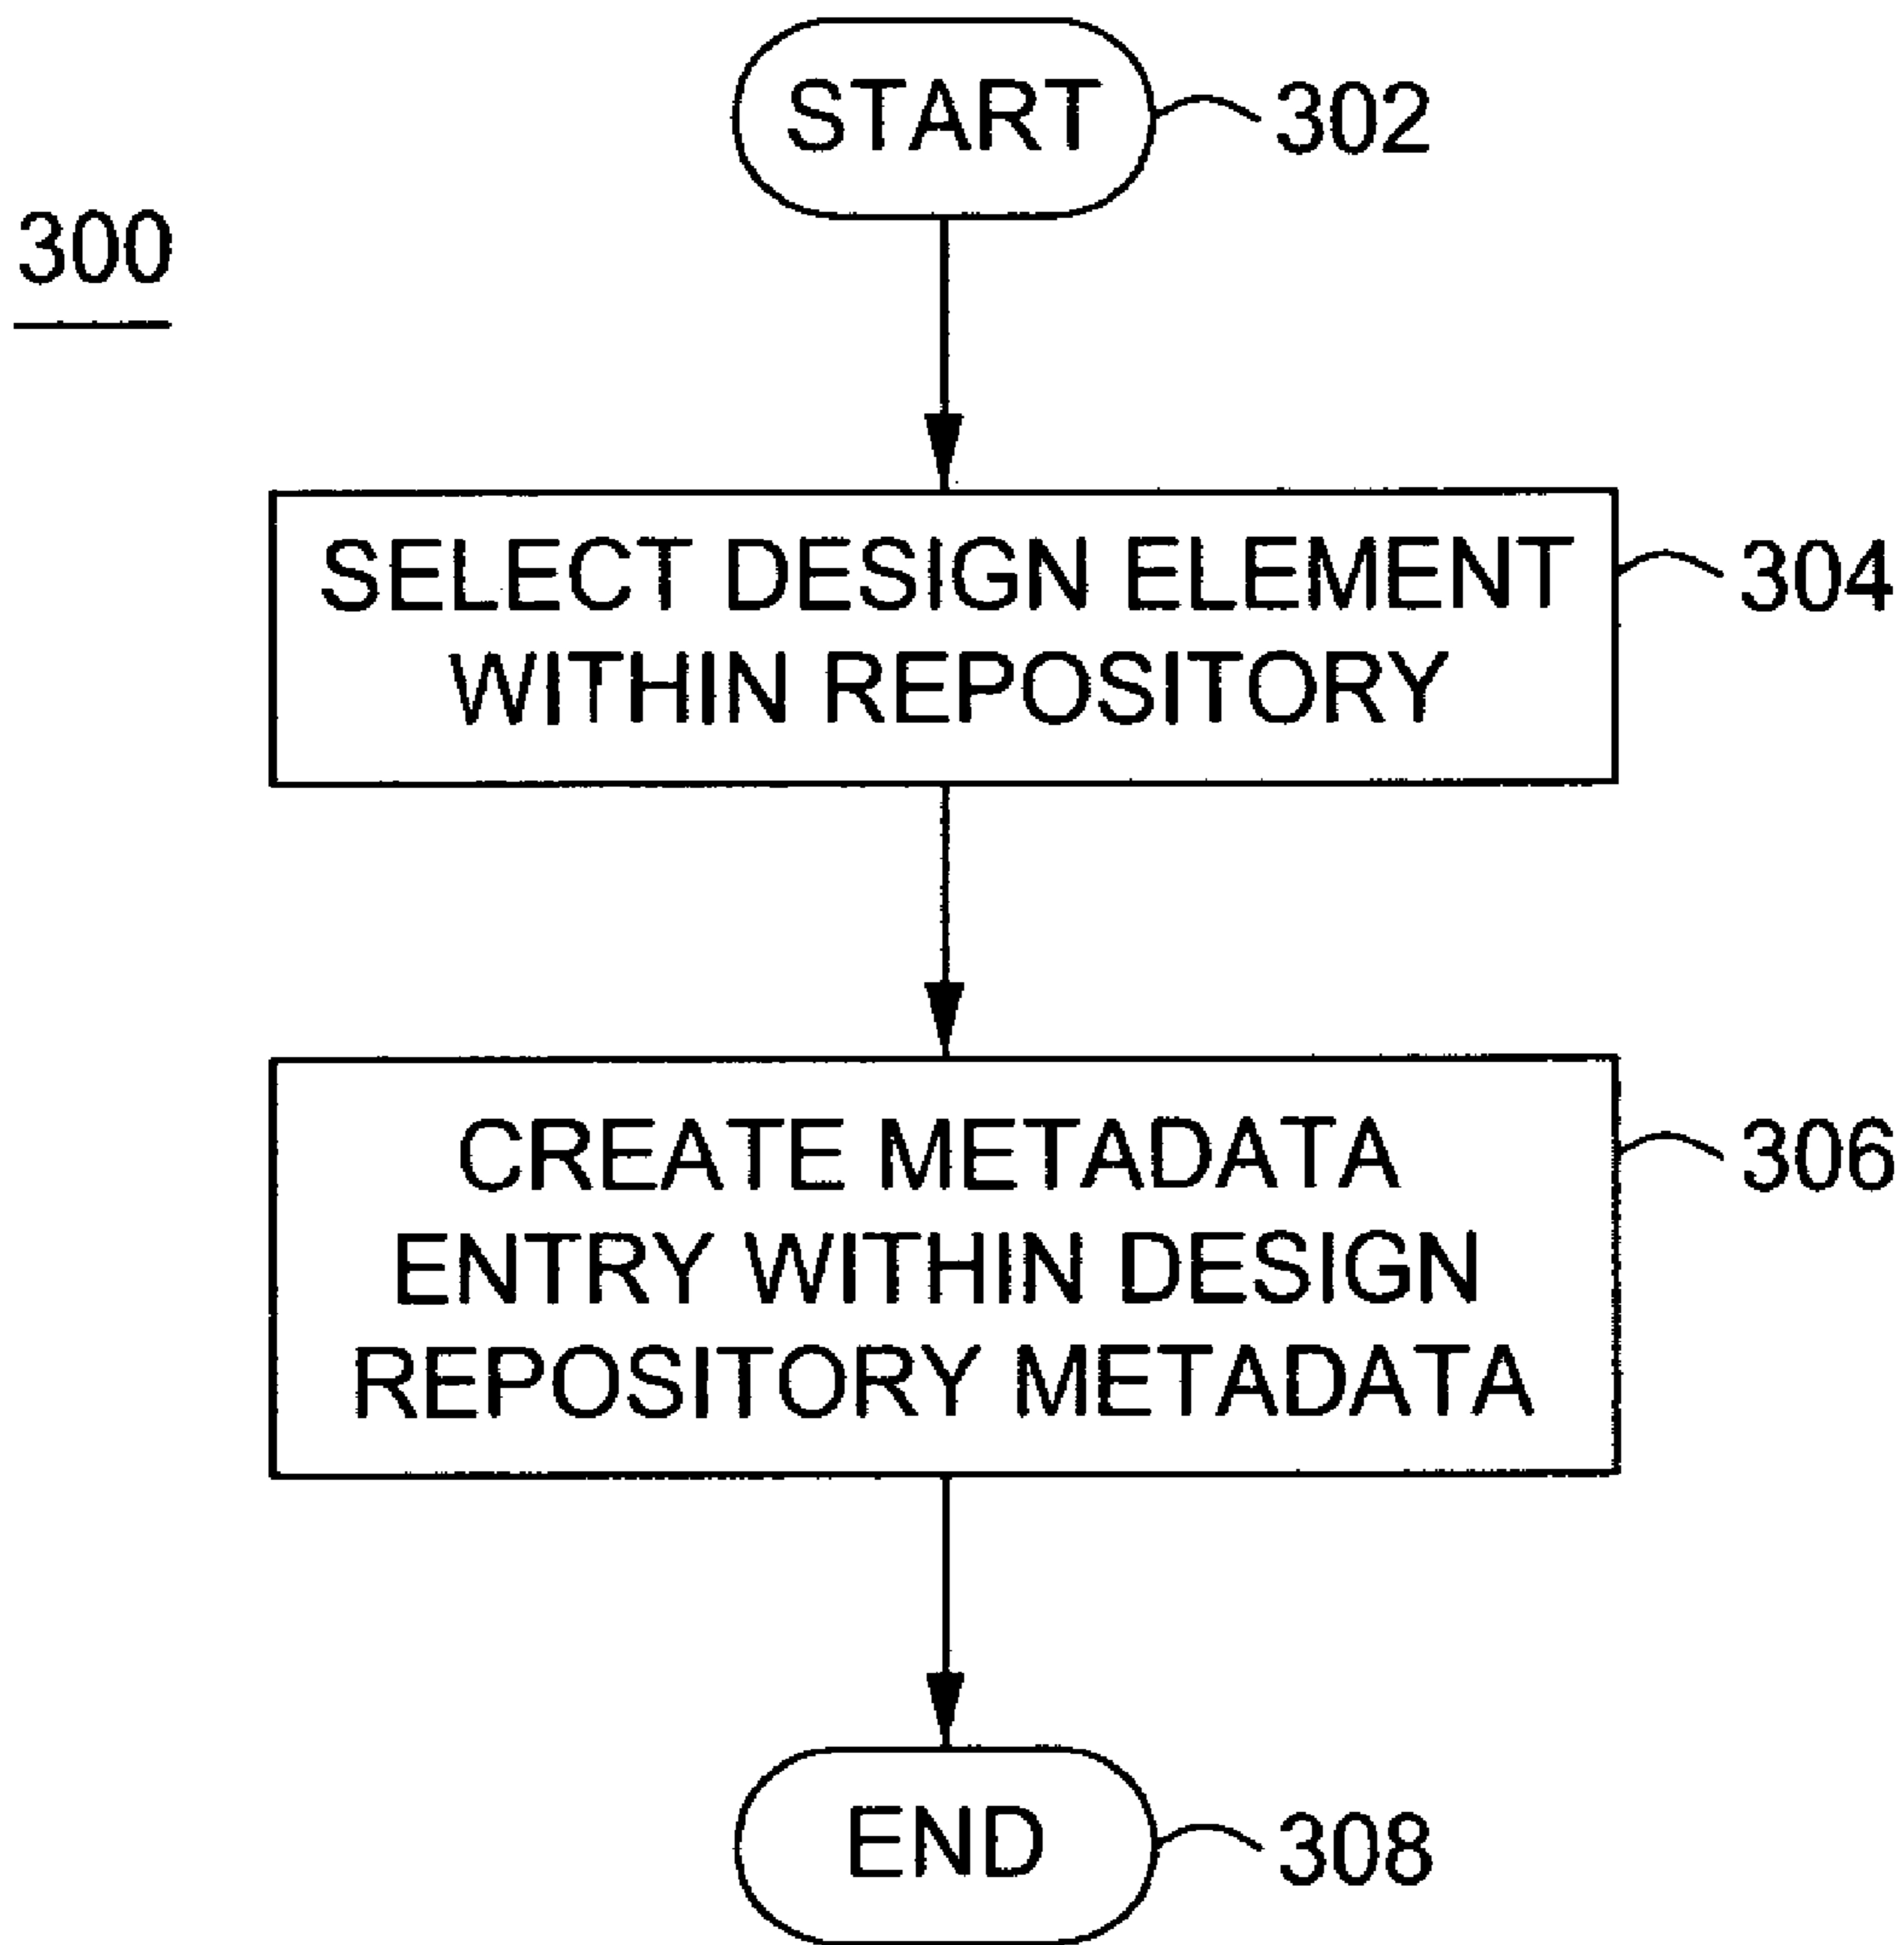 START
302
300
SELECT DESIGN ELEMENT
WITHIN REPOSITORY
304
CREATE METADATA
ENTRY WITHIN DESIGN
REPOSITORY METADATA
306
END
308